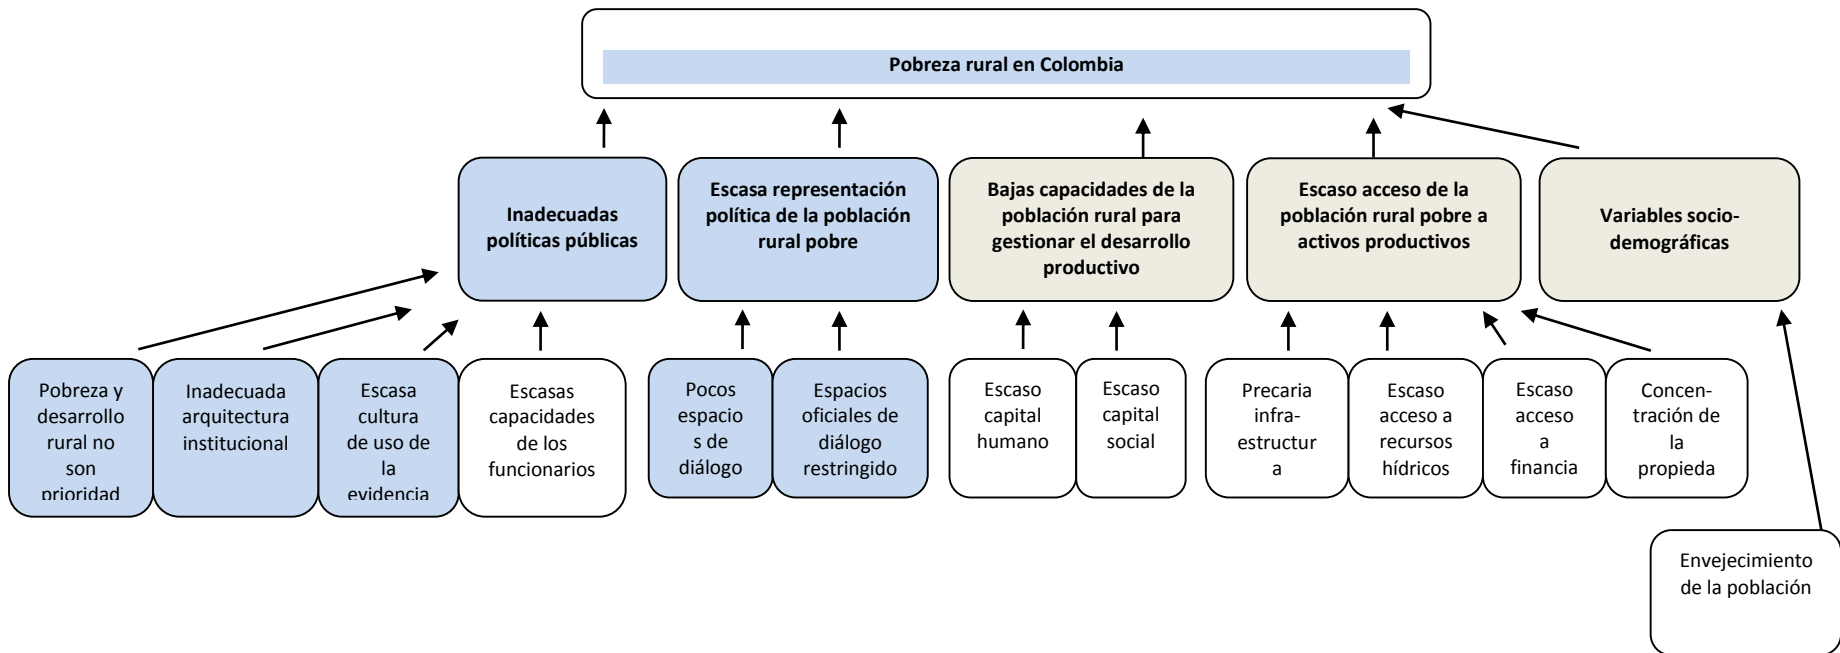 Pobreza rural en Colombia
Inadecuadas
políticas públicas
Escasa representación
política de la población
rural pobre
Bajas capacidades de la
población rural para
gestionar el desarrollo
productivo
Escaso acceso de la
población rural pobre a
activos productivos
Variables socio-
demográficas
Pobreza y
desarrollo
rural no
son
prioridad
Inadecuada
arquitectura
institucional
Escasa
cultura
de uso de
la
evidencia
Escasas
capacidades
de los
funcionarios
Pocos
espacio
s de
diálogo
Espacios
oficiales de
diálogo
restringido
Escaso
capital
humano
Escaso
capital
social
Precaria
infra-
estructur
a
Escaso
acceso a
recursos
hídricos
Escaso
acceso
a
financia
Concen-
tración de
la
propieda
Envejecimiento
de la población